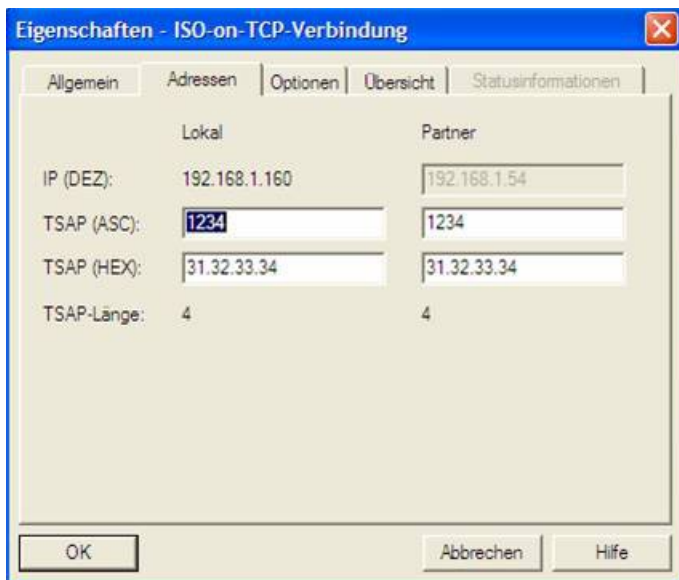 Eigenschaften - ISO-on-TCP-Verbindung
Allgemein Adressen Optionen Übersicht Statusinformationen
Lokal Partner
IP (DEZ): 192.168.1.160 192.168.1.54
TSAP (ASC): 1234 1234
TSAP (HEX): 31.32.33.34 31.32.33.34
TSAP-Länge: 4 4
OK Abbrechen Hilfe